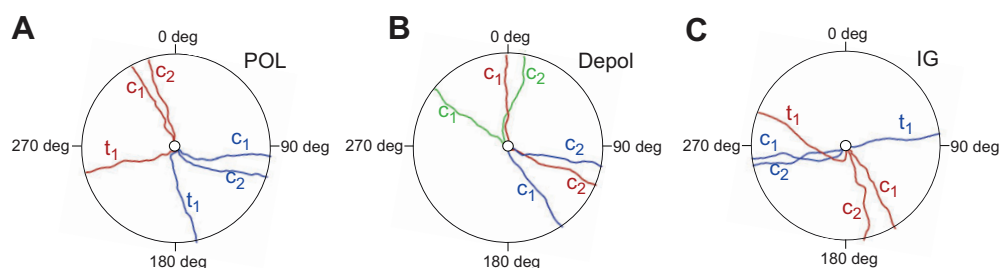 A
0 deg
POL
c1
c2
t1
270 deg
c1
90 deg
c2
t1
180 deg
B
0 deg
Depol
c1
c2
c1
270 deg
c2
90 deg
c2
c1
180 deg
C
0 deg
IG
t1
t1
c1
270 deg
90 deg
c2
c1
c2
180 deg